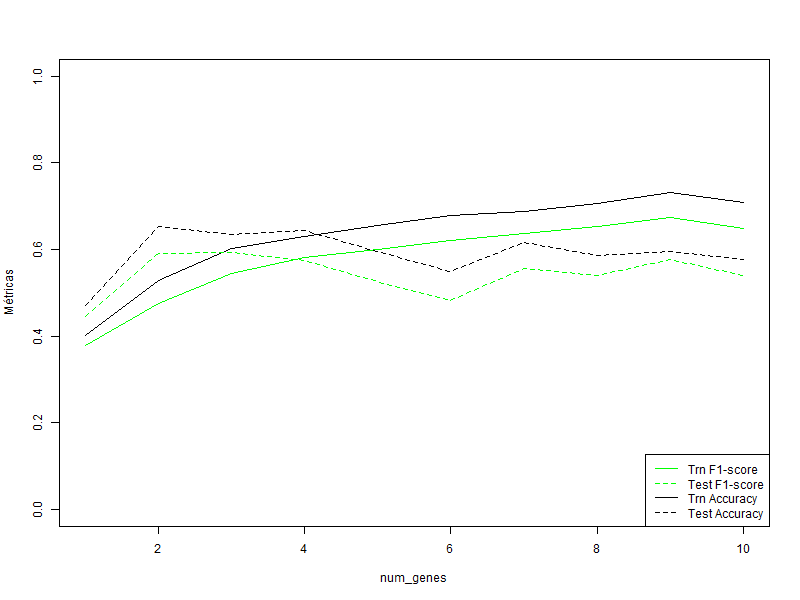 1.0
0.8
0.6
0.4
0.2
0.0
Métricas
2 4 6 8 10
num_genes
Trn F1-score
Test F1-score
Trn Accuracy
Test Accuracy